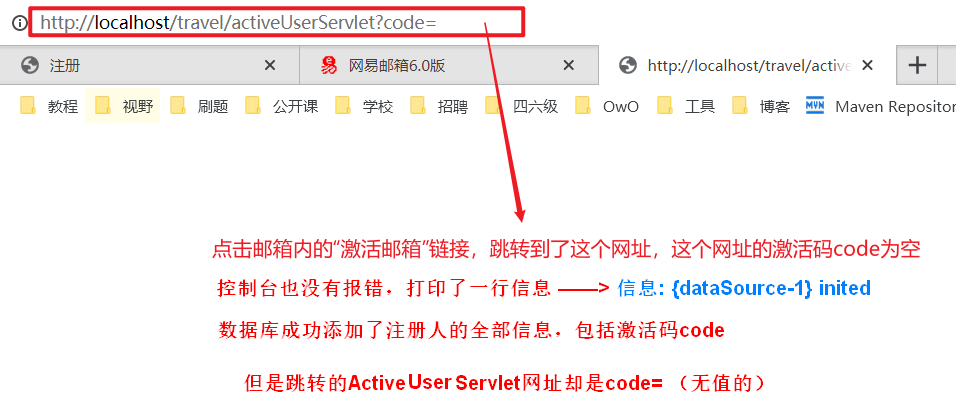 http://localhost/travel/activeUserServlet?code=
注册 网易邮箱6.0版 http://localhost/travel/active
教程 视野 刷题 公开课 学校 招聘 四六级 OwO 工具 博客 MVN Maven Repositor
点击邮箱内的“激活邮箱”链接，跳转到了这个网址，这个网址的激活码code为空
控制台也没有报错，打印了一行信息 ——> 信息: {dataSource-1} inited
数据库成功添加了注册人的全部信息，包括激活码code
但是跳转的ActiveUserServlet网址却是code= （无值的）